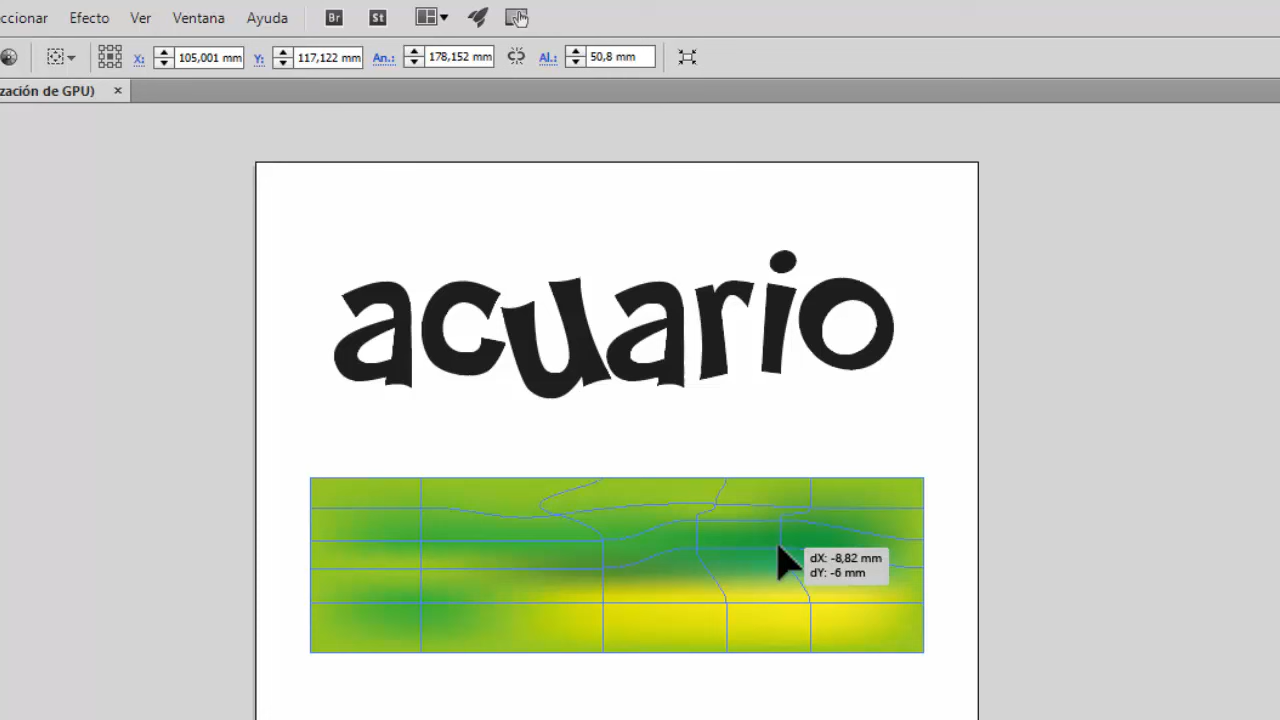 ccionar Efecto Ver Ventana Ayuda Br St
X: 105,001 mm Y: 117,122 mm An.: 178,152 mm Al.: 50,8 mm
zación de GPU) ×
acuario
dX: -8,82 mm
dY: -6 mm